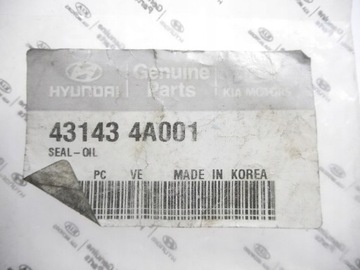 HYUNDAI
Genuine
Parts
KIA MOTORS
43143 4A001
SEAL-OIL
PC VE MADE IN KOREA